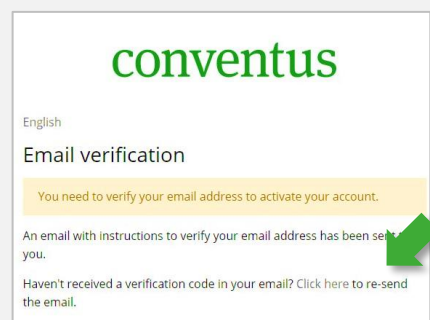 conventus
English
Email verification
You need to verify your email address to activate your account.
An email with instructions to verify your email address has been sent
you.
Haven't received a verification code in your email? Click here to re-send
the email.